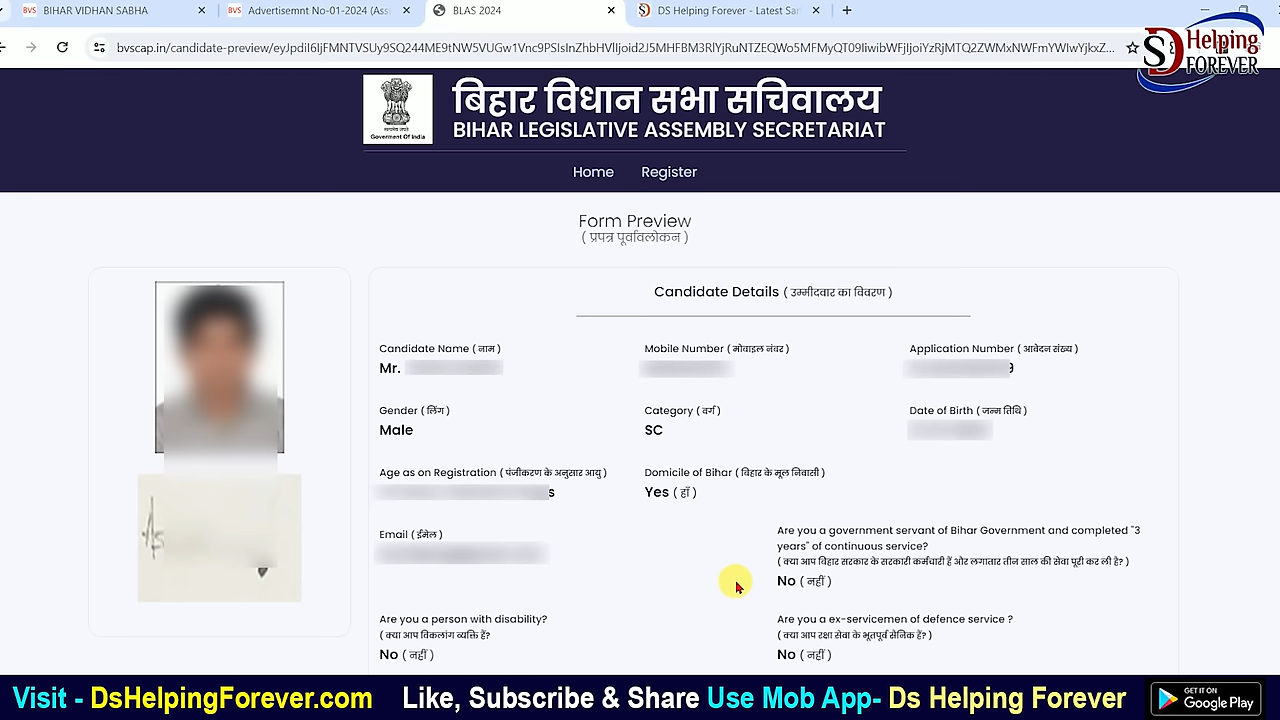 BIHAR VIDHAN SABHA
Advertisemnt No-01-2024 (Ass
BLAS 2024
DS Helping Forever - Latest Sar
Helping
SD FOREVER
सत्यमेव जयते
Goverment Of India
बिहार विधान सभा सचिवालय
BIHAR LEGISLATIVE ASSEMBLY SECRETARIAT
Home Register
Form Preview
( प्रपत्र पूर्वावलोकन )
Candidate Details ( उम्मीदवार का विवरण )
Candidate Name ( नाम ) Mobile Number ( मोबाइल नंबर ) Application Number ( आवेदन संख्य )
Mr. 9
Gender ( लिंग ) Category ( वर्ग ) Date of Birth ( जन्म तिथि )
Male SC
Age as on Registration ( पंजीकरण के अनुसार आयु ) Domicile of Bihar ( बिहार के मूल निवासी )
s Yes ( हाँ )
Email ( ईमेल )
Are you a government servant of Bihar Government and completed "3
years" of continuous service?
( क्या आप बिहार सरकार के सरकारी कर्मचारी हैं और लगातार तीन साल की सेवा पूरी कर ली है? )
No ( नहीं )
Are you a person with disability? Are you a ex-servicemen of defence service ?
( क्या आप विकलांग व्यक्ति हैं? ( क्या आप रक्षा सेवा के भूतपूर्व सैनिक हैं? )
No ( नहीं ) No ( नहीं )
Visit - DsHelpingForever.com Like, Subscribe & Share Use Mob App- Ds Helping Forever
GET IT ON
Google Play